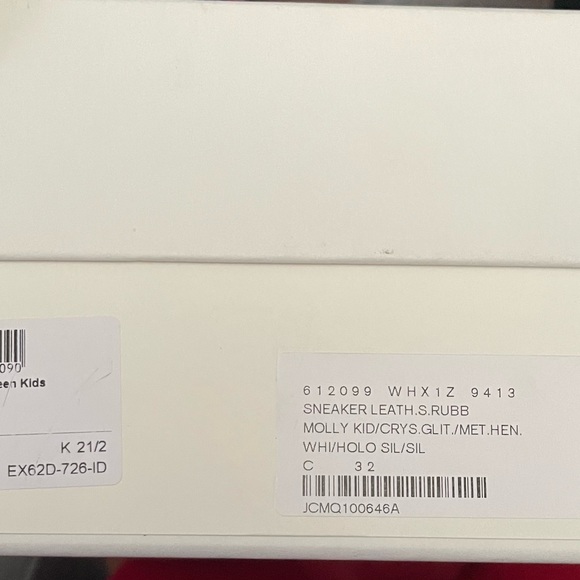 090
een Kids
K 21/2
EX62D-726-ID
612099 WHX1Z 9413
SNEAKER LEATH.S.RUBB
MOLLY KID/CRYS.GLIT./MET.HEN.
WHI/HOLO SIL/SIL
C 32
JCMQ100646A